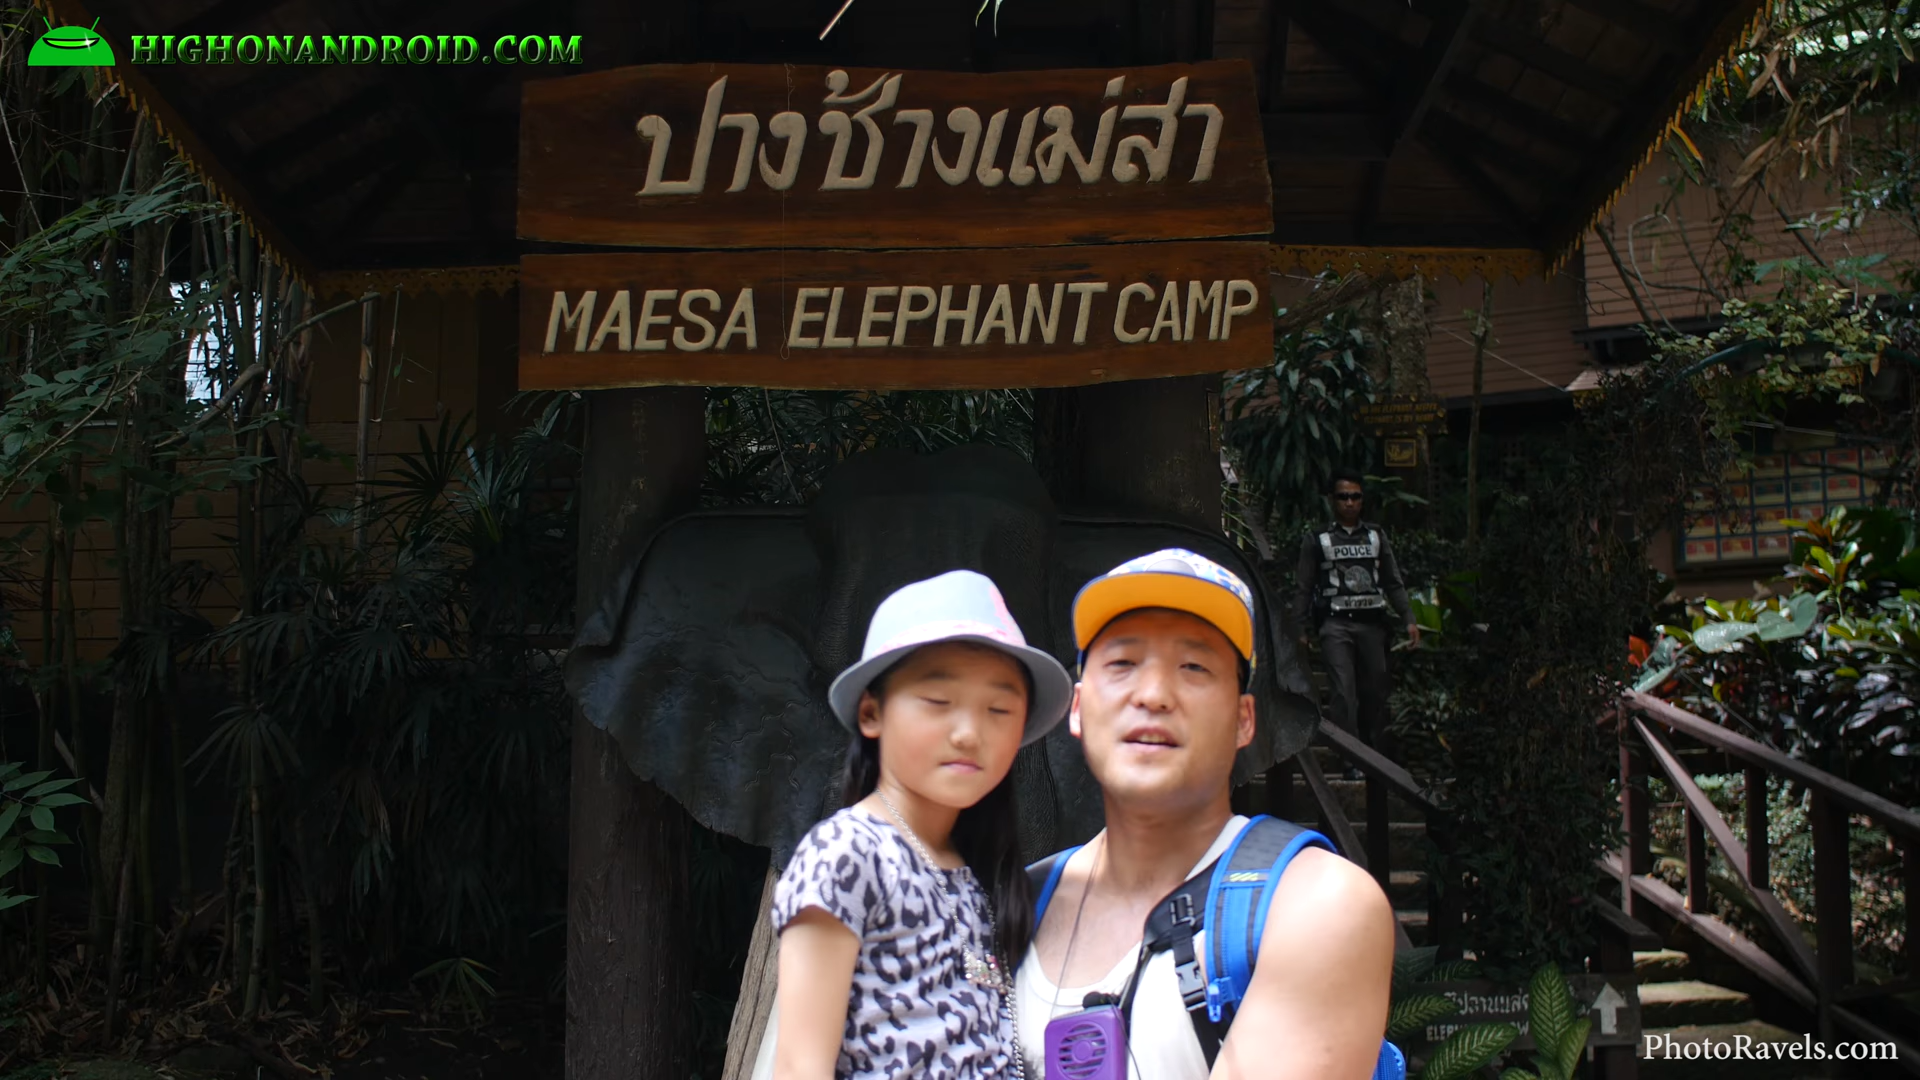 HIGHONANDROID.COM
ปางช้างแม่สา
MAESA ELEPHANT CAMP
POLICE
PhotoRavels.com